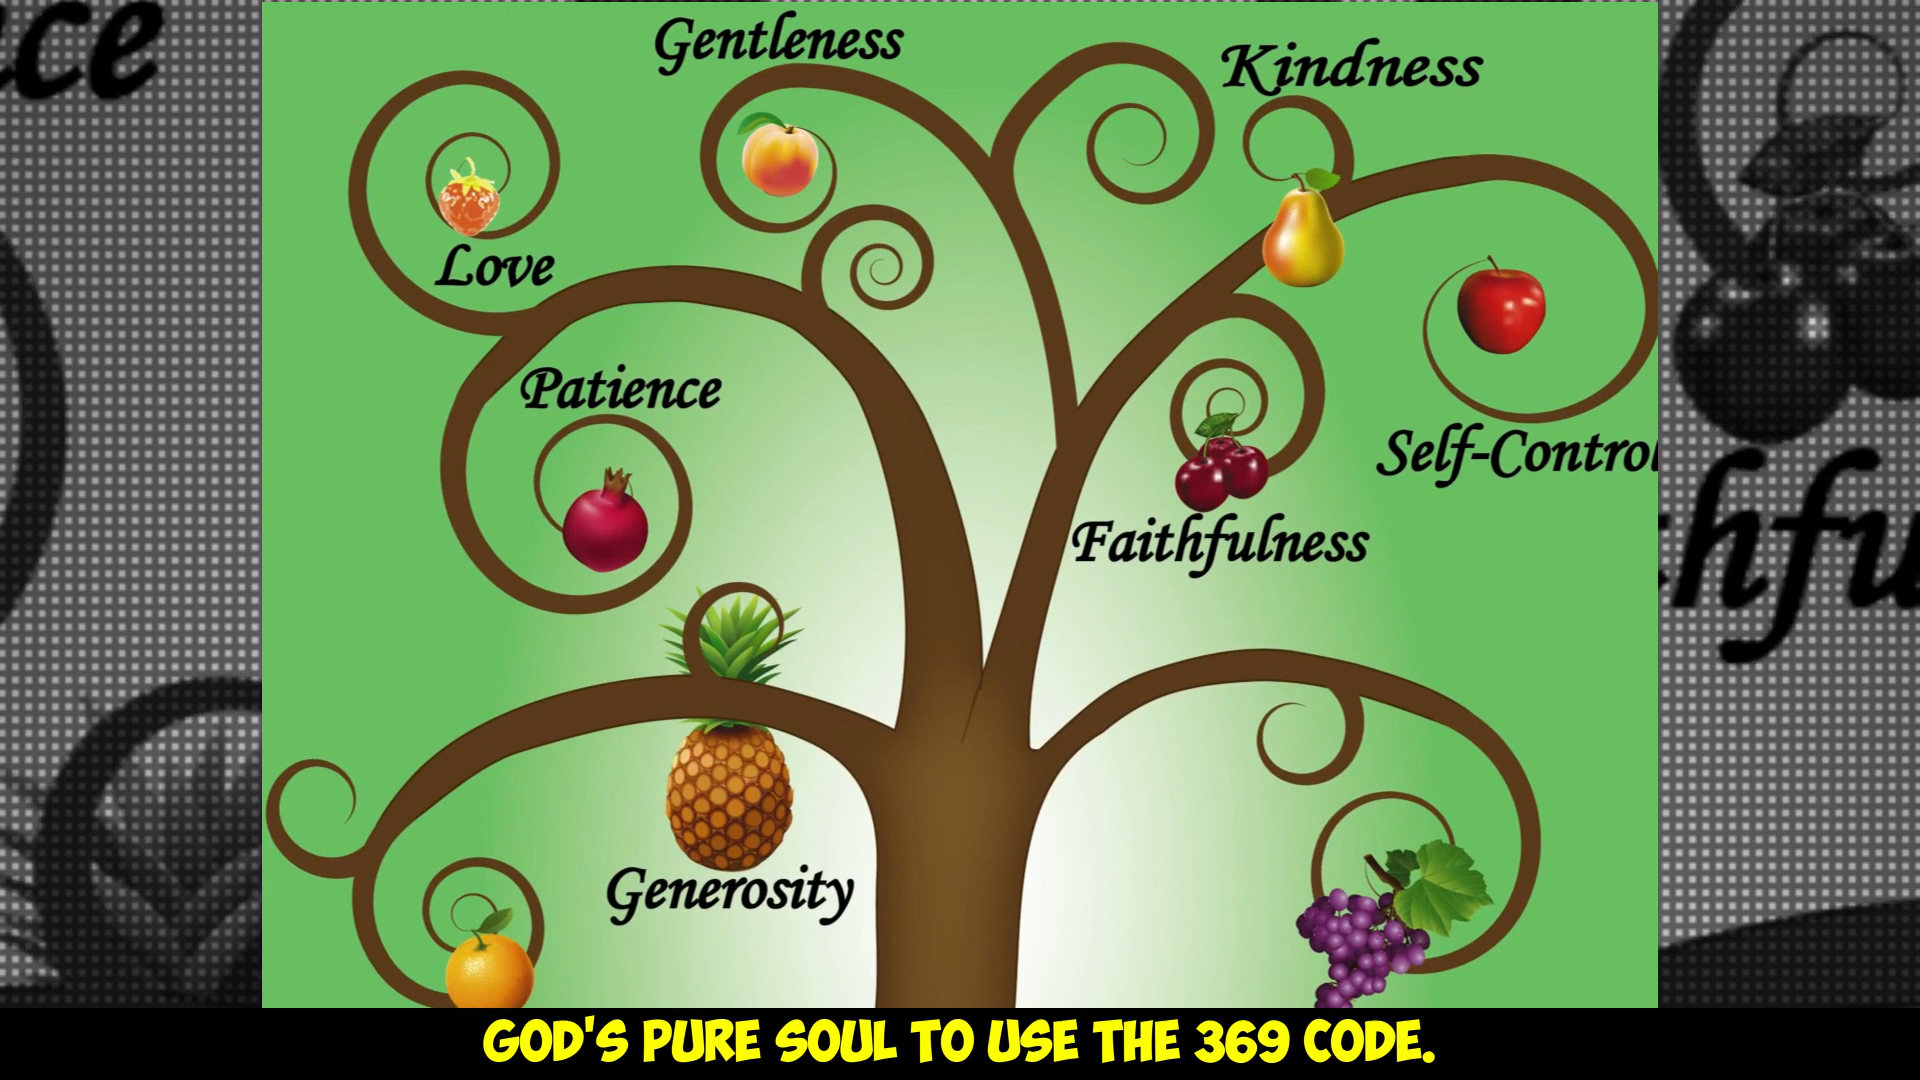 Gentleness
Kindness
Love
Patience
Self-Control
Faithfulness
Generosity
GOD'S PURE SOUL TO USE THE 369 CODE.